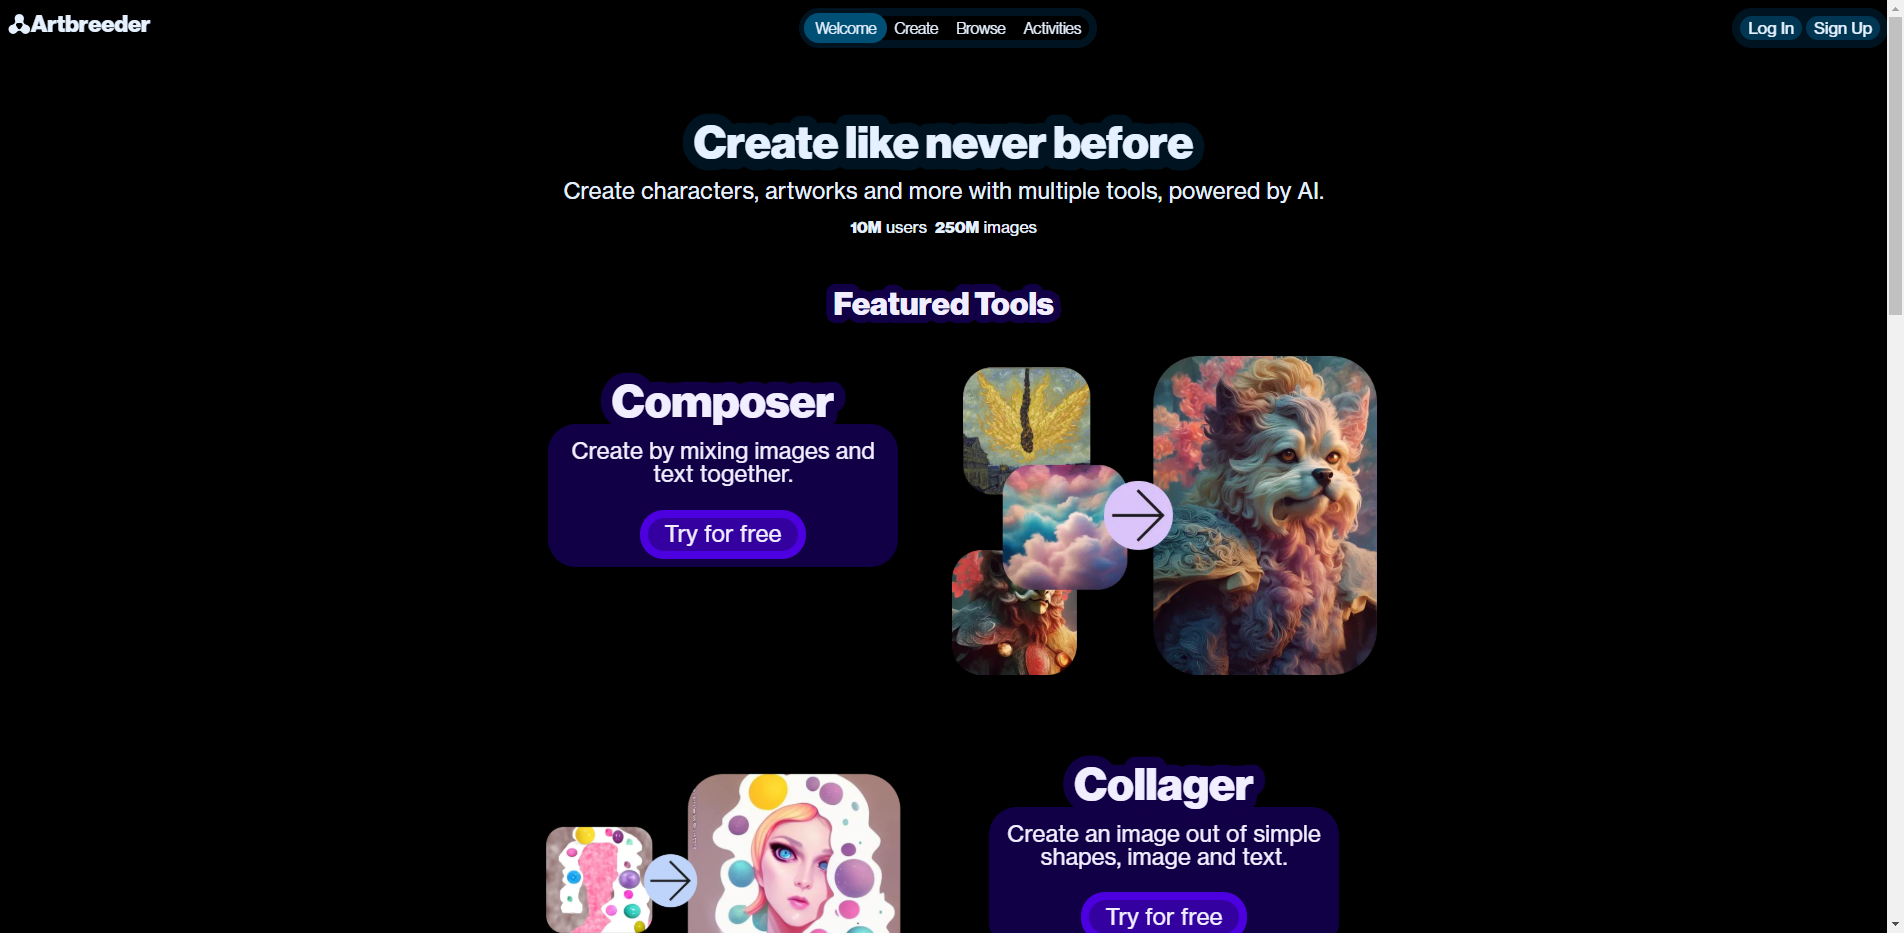 Artbreeder
Welcome Create Browse Activities
Log In Sign Up
Create like never before
Create characters, artworks and more with multiple tools, powered by AI.
10M users 250M images
Featured Tools
Composer
Create by mixing images and
text together.
Try for free
Collager
Create an image out of simple
shapes, image and text.
Try for free